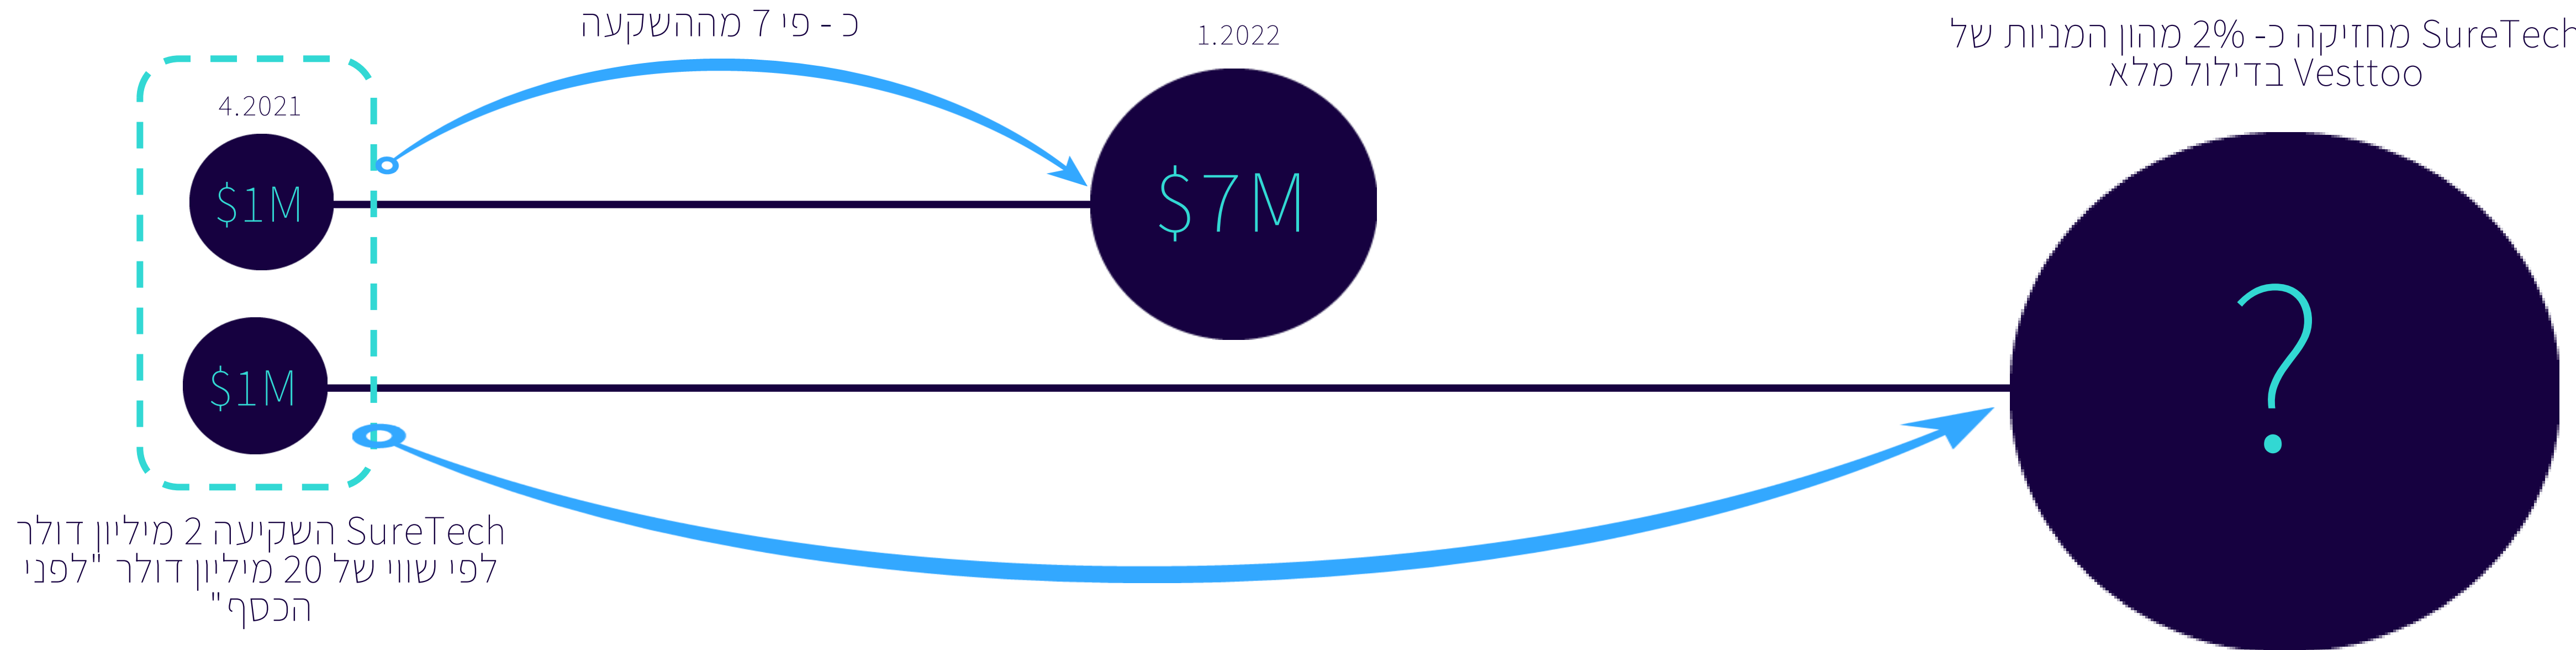 כ - פי 7 מההשקעה
1.2022
SureTech מחזיקה כ- 2% מהון המניות של
Vesttoo בדילול מלא
4.2021
$1M
$7M
$1M
?
SureTech השקיעה 2 מיליון דולר
לפי שווי של 20 מיליון דולר "לפני
הכסף"